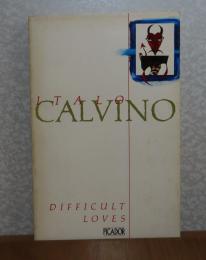 ITALO
CALVINO
DIFFICULT
LOVES
PICADOR